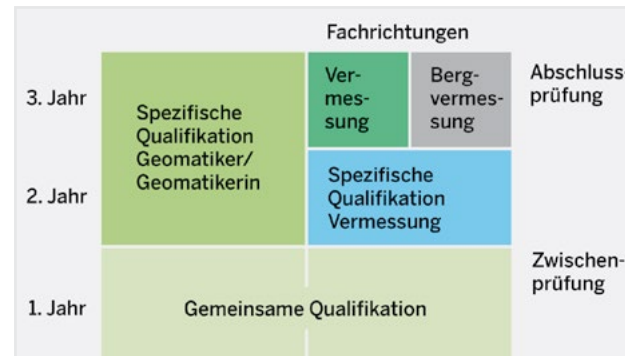 Fachrichtungen
3. Jahr
Ver-
mes-
sung
Berg-
vermes-
sung
Abschluss-
prüfung
Spezifische
Qualifikation
Geomatiker/
Geomatikerin
2. Jahr
Spezifische
Qualifikation
Vermessung
Zwischen-
prüfung
1. Jahr
Gemeinsame Qualifikation